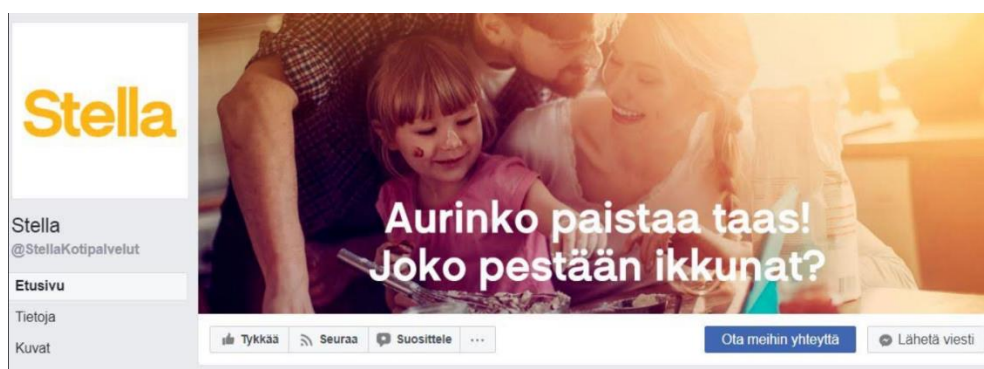 Stella
Stella
@StellaKotipalvelut
Etusivu
Tietoja
Kuvat
Aurinko paistaa taas!
Joko pestään ikkunat?
Tykkää Seuraa Suosittele ... Ota meihin yhteyttä Lähetä viesti